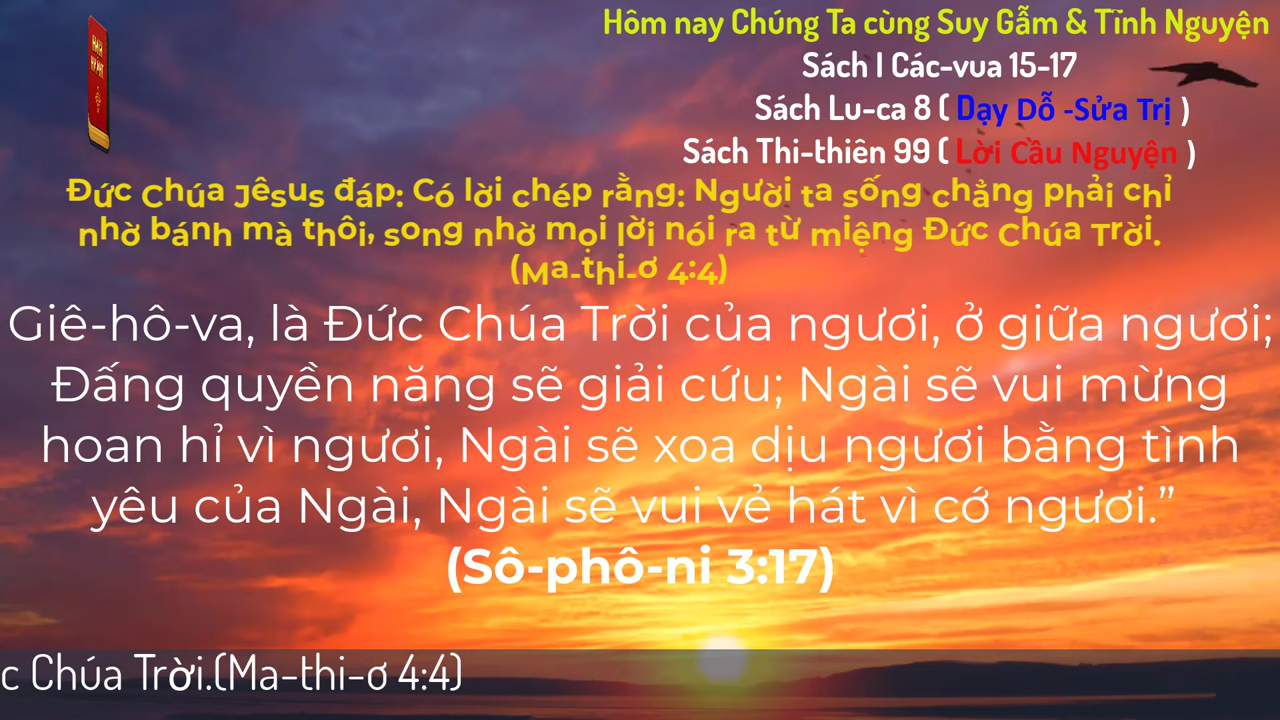 Hôm nay Chúng Ta cùng Suy Gẫm & Tĩnh Nguyện
Sách I Các-vua 15-17
Sách Lu-ca 8 ( Dạy Dỗ -Sửa Trị )
Sách Thi-thiên 99 ( Lời Cầu Nguyện )
Đức Chúa Jêsus đáp: Có lời chép rằng: Người ta sống chẳng phải chỉ
nhờ bánh mà thôi, song nhờ mọi lời nói ra từ miệng Đức Chúa Trời.
(Ma-thi-ơ 4:4)
Giê-hô-va, là Đức Chúa Trời của ngươi, ở giữa ngươi;
Đấng quyền năng sẽ giải cứu; Ngài sẽ vui mừng
hoan hỉ vì ngươi, Ngài sẽ xoa dịu ngươi bằng tình
yêu của Ngài, Ngài sẽ vui vẻ hát vì cớ ngươi.”
(Sô-phô-ni 3:17)
c Chúa Trời.(Ma-thi-ơ 4:4)